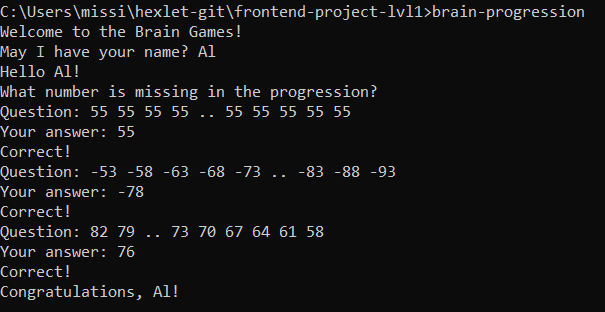 C:\Users\missi\hexlet-git\frontend-project-lvl1>brain-progression
Welcome to the Brain Games!
May I have your name? Al
Hello Al!
What number is missing in the progression?
Question: 55 55 55 55 .. 55 55 55 55 55
Your answer: 55
Correct!
Question: -53 -58 -63 -68 -73 .. -83 -88 -93
Your answer: -78
Correct!
Question: 82 79 .. 73 70 67 64 61 58
Your answer: 76
Correct!
Congratulations, Al!